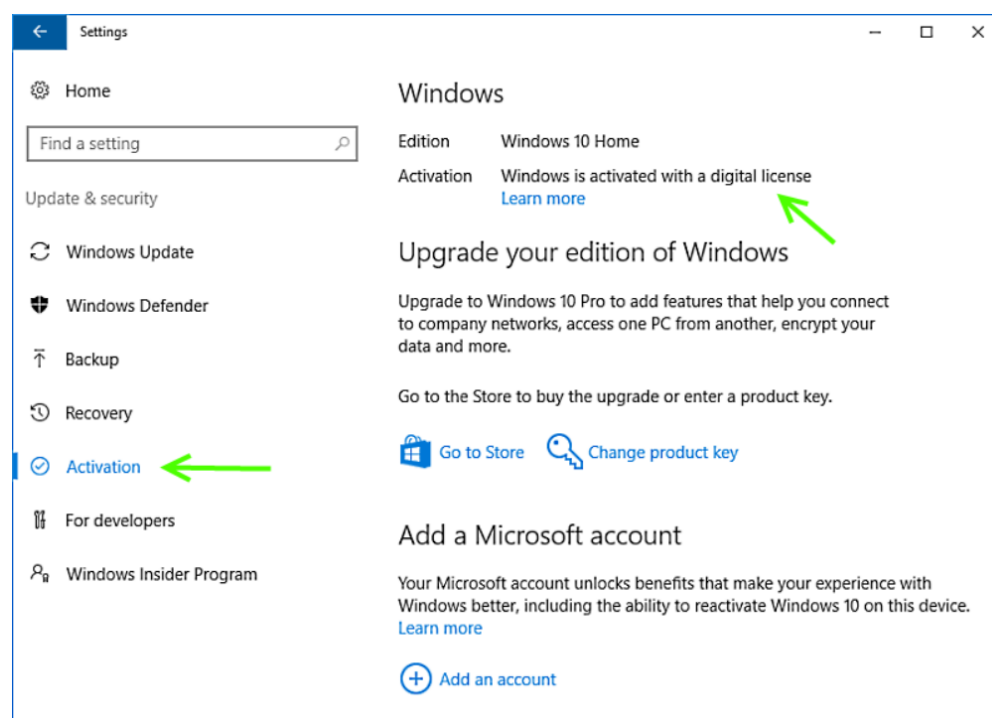 Settings
Home
Find a setting
Update & security
Windows Update
Windows Defender
Backup
Recovery
Activation
For developers
Windows Insider Program
Windows
Edition Windows 10 Home
Activation Windows is activated with a digital license
Learn more
Upgrade your edition of Windows
Upgrade to Windows 10 Pro to add features that help you connect
to company networks, access one PC from another, encrypt your
data and more.
Go to the Store to buy the upgrade or enter a product key.
Go to Store Change product key
Add a Microsoft account
Your Microsoft account unlocks benefits that make your experience with
Windows better, including the ability to reactivate Windows 10 on this device.
Learn more
Add an account